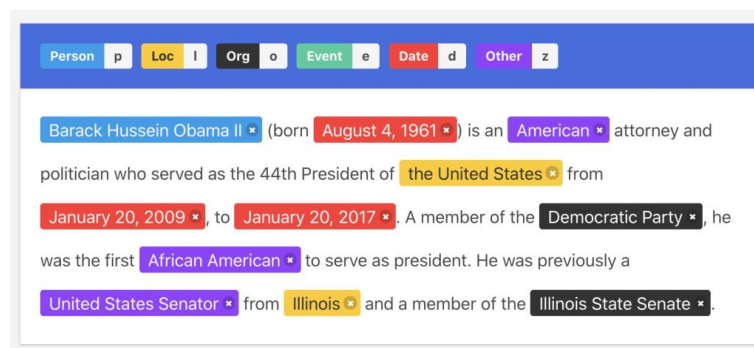 Person p Loc l Org o Event e Date d Other z
Barack Hussein Obama II (born August 4, 1961) is an American attorney and
politician who served as the 44th President of the United States from
January 20, 2009, to January 20, 2017. A member of the Democratic Party, he
was the first African American to serve as president. He was previously a
United States Senator from Illinois and a member of the Illinois State Senate.